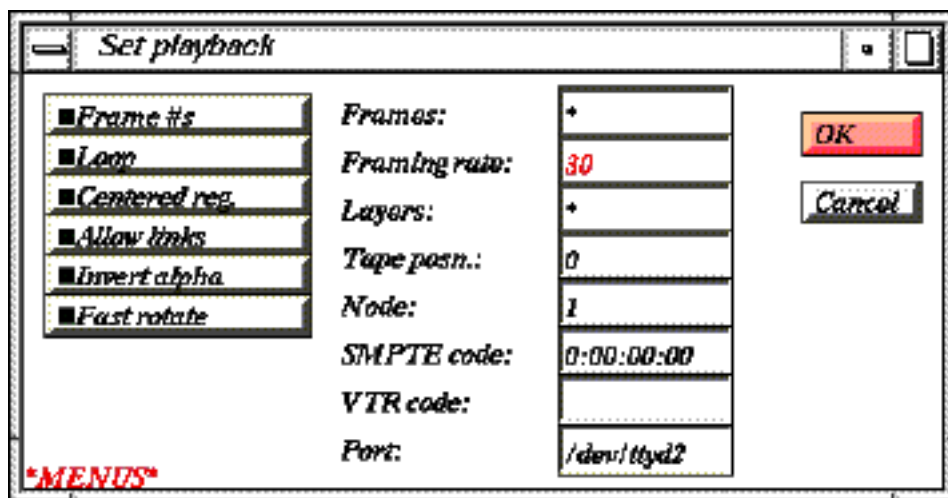 Set playback
Frame #s
Loop
Centered reg.
Allow links
Invert alpha
Fast rotate
Frames: *
Framing rate: 30
Layers: *
Tape posn.: 0
Node: 1
SMPTE code: 0:00:00:00
VTR code:
Port: /dev/ttyd2
OK
Cancel
*MENUS*